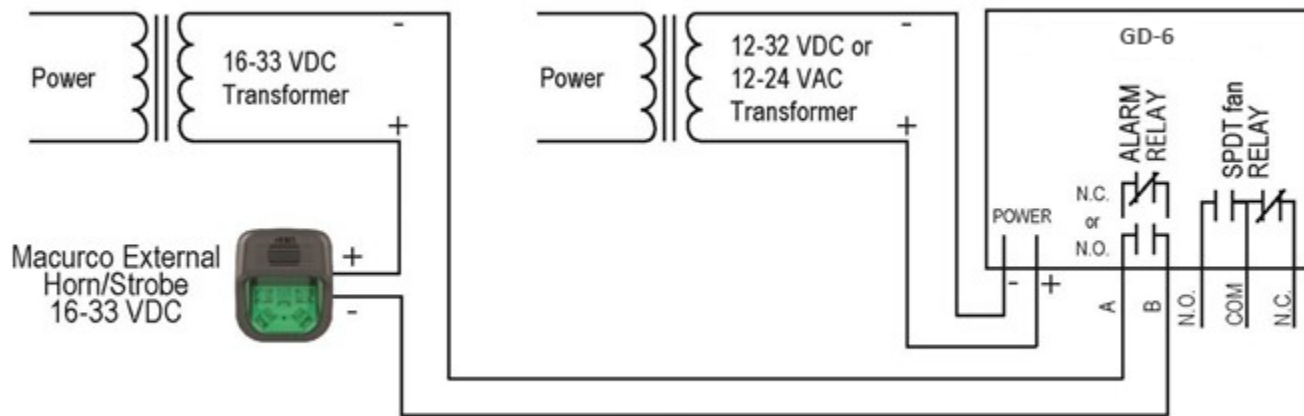 GD-6
-
16-33 VDC
Transformer
Power
+
-
12-32 VDC or
12-24 VAC
Transformer
Power
+
ALARM
RELAY
SPDT fan
RELAY
N.C.
or
N.O.
POWER
-
+
A
B
N.O.
COM
N.C.
Macurco External
Horn/Strobe
16-33 VDC
+
-